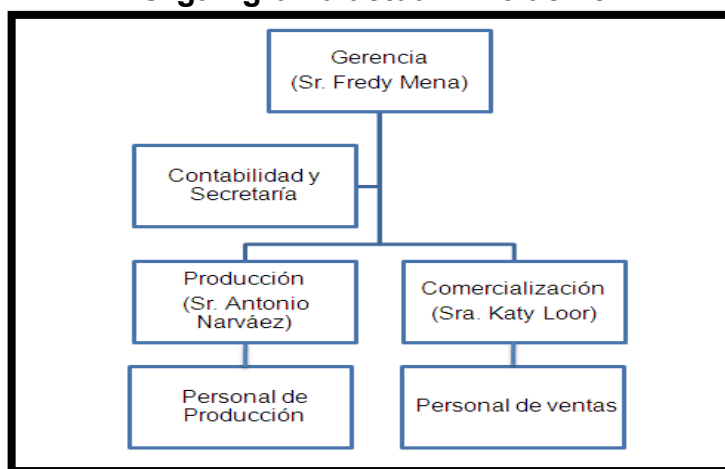 Gerencia
(Sr. Fredy Mena)
Contabilidad y
Secretaría
Producción
(Sr. Antonio
Narváez)
Comercialización
(Sra. Katy Loor)
Personal de
Producción
Personal de ventas